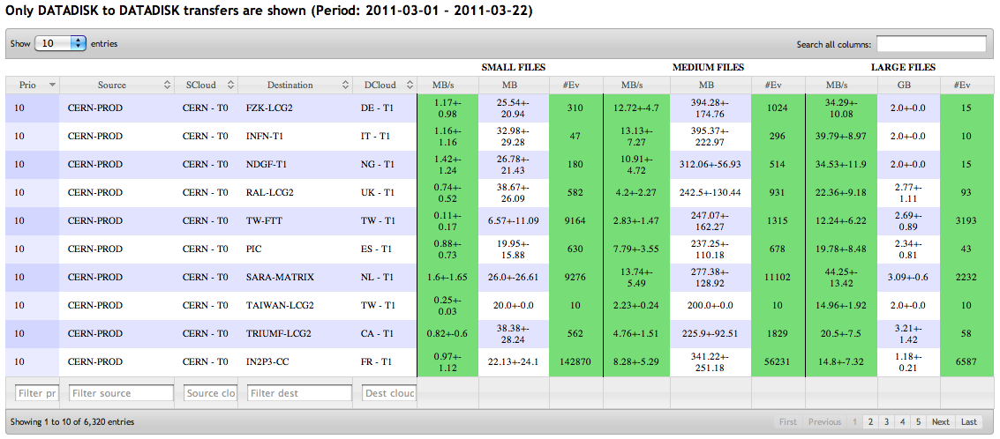 Only DATADISK to DATADISK transfers are shown (Period: 2011-03-01 - 2011-03-22)
Show 10 entries Search all columns:
SMALL FILES MEDIUM FILES LARGE FILES
Prio Source SCloud Destination DCloud MB/s MB #Ev MB/s MB #Ev MB/s GB #Ev
10 CERN-PROD CERN - T0 FZK-LCG2 DE - T1 1.17+-0.98 25.54+-20.94 310 12.72+-4.7 394.28+-174.76 1024 34.29+-10.08 2.0+-0.0 15
10 CERN-PROD CERN - T0 INFN-T1 IT - T1 1.16+-1.16 32.98+-29.28 47 13.13+-7.27 395.37+-222.97 296 39.79+-8.97 2.0+-0.0 10
10 CERN-PROD CERN - T0 NDGF-T1 NG - T1 1.42+-1.24 26.78+-21.43 180 10.91+-4.72 312.06+-56.93 514 34.53+-11.9 2.0+-0.0 15
10 CERN-PROD CERN - T0 RAL-LCG2 UK - T1 0.74+-0.52 38.67+-26.09 582 4.2+-2.27 242.5+-130.44 931 22.36+-9.18 2.77+-1.11 93
10 CERN-PROD CERN - T0 TW-FTT TW - T1 0.11+-0.17 6.57+-11.09 9164 2.83+-1.47 247.07+-162.27 1315 12.24+-6.22 2.69+-0.89 3193
10 CERN-PROD CERN - T0 PIC ES - T1 0.88+-0.73 19.95+-15.88 630 7.79+-3.55 237.25+-110.18 678 19.78+-8.48 2.34+-0.81 43
10 CERN-PROD CERN - T0 SARA-MATRIX NL - T1 1.6+-1.65 26.0+-26.61 9276 13.74+-5.49 277.38+-128.92 11102 44.25+-13.42 3.09+-0.6 2232
10 CERN-PROD CERN - T0 TAIWAN-LCG2 TW - T1 0.25+-0.03 20.0+-0.0 10 2.23+-0.24 200.0+-0.0 10 14.96+-1.92 2.0+-0.0 10
10 CERN-PROD CERN - T0 TRIUMF-LCG2 CA - T1 0.82+-0.6 38.38+-28.24 562 4.76+-1.51 225.9+-92.51 1829 20.5+-7.5 3.21+-1.42 58
10 CERN-PROD CERN - T0 IN2P3-CC FR - T1 0.97+-1.12 22.13+-24.1 142870 8.28+-5.29 341.22+-251.18 56231 14.8+-7.32 1.18+-0.21 6587
Filter pr Filter source Source clo Filter dest Dest clouc
Showing 1 to 10 of 6,320 entries First Previous 1 2 3 4 5 Next Last